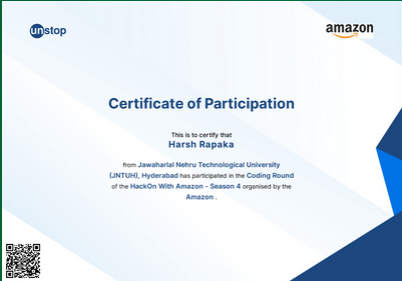 unstop
amazon
Certificate of Participation
This is to certify that
Harsh Rapaka
from Jawaharlal Nehru Technological University
(JNTUH), Hyderabad has participated in the Coding Round
of the HackOn With Amazon - Season 4 organised by the
Amazon .